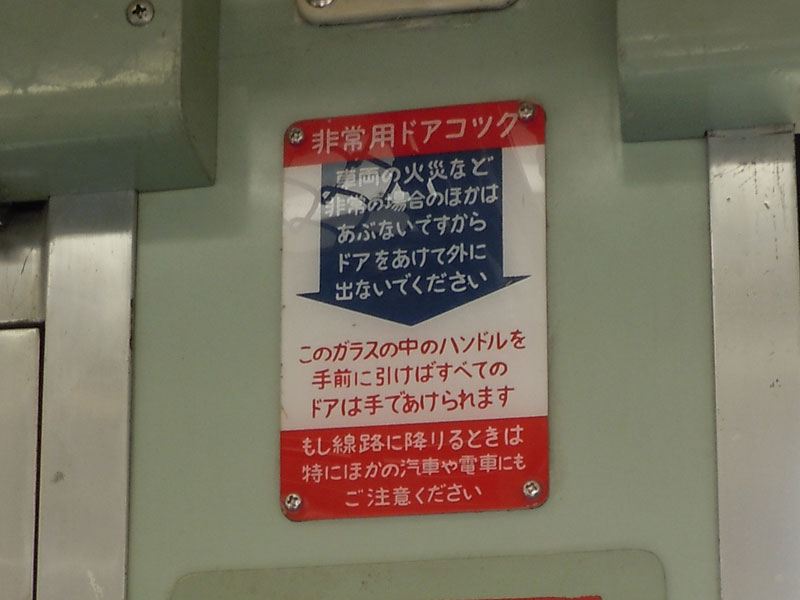 非常用ドアコック
車両の火災など
非常の場合のほかは
あぶないですから
ドアをあけて外に
出ないでください
このガラスの中のハンドルを
手前に引けばすべての
ドアは手であけられます
もし線路に降りるときは
特にほかの汽車や電車にも
ご注意ください